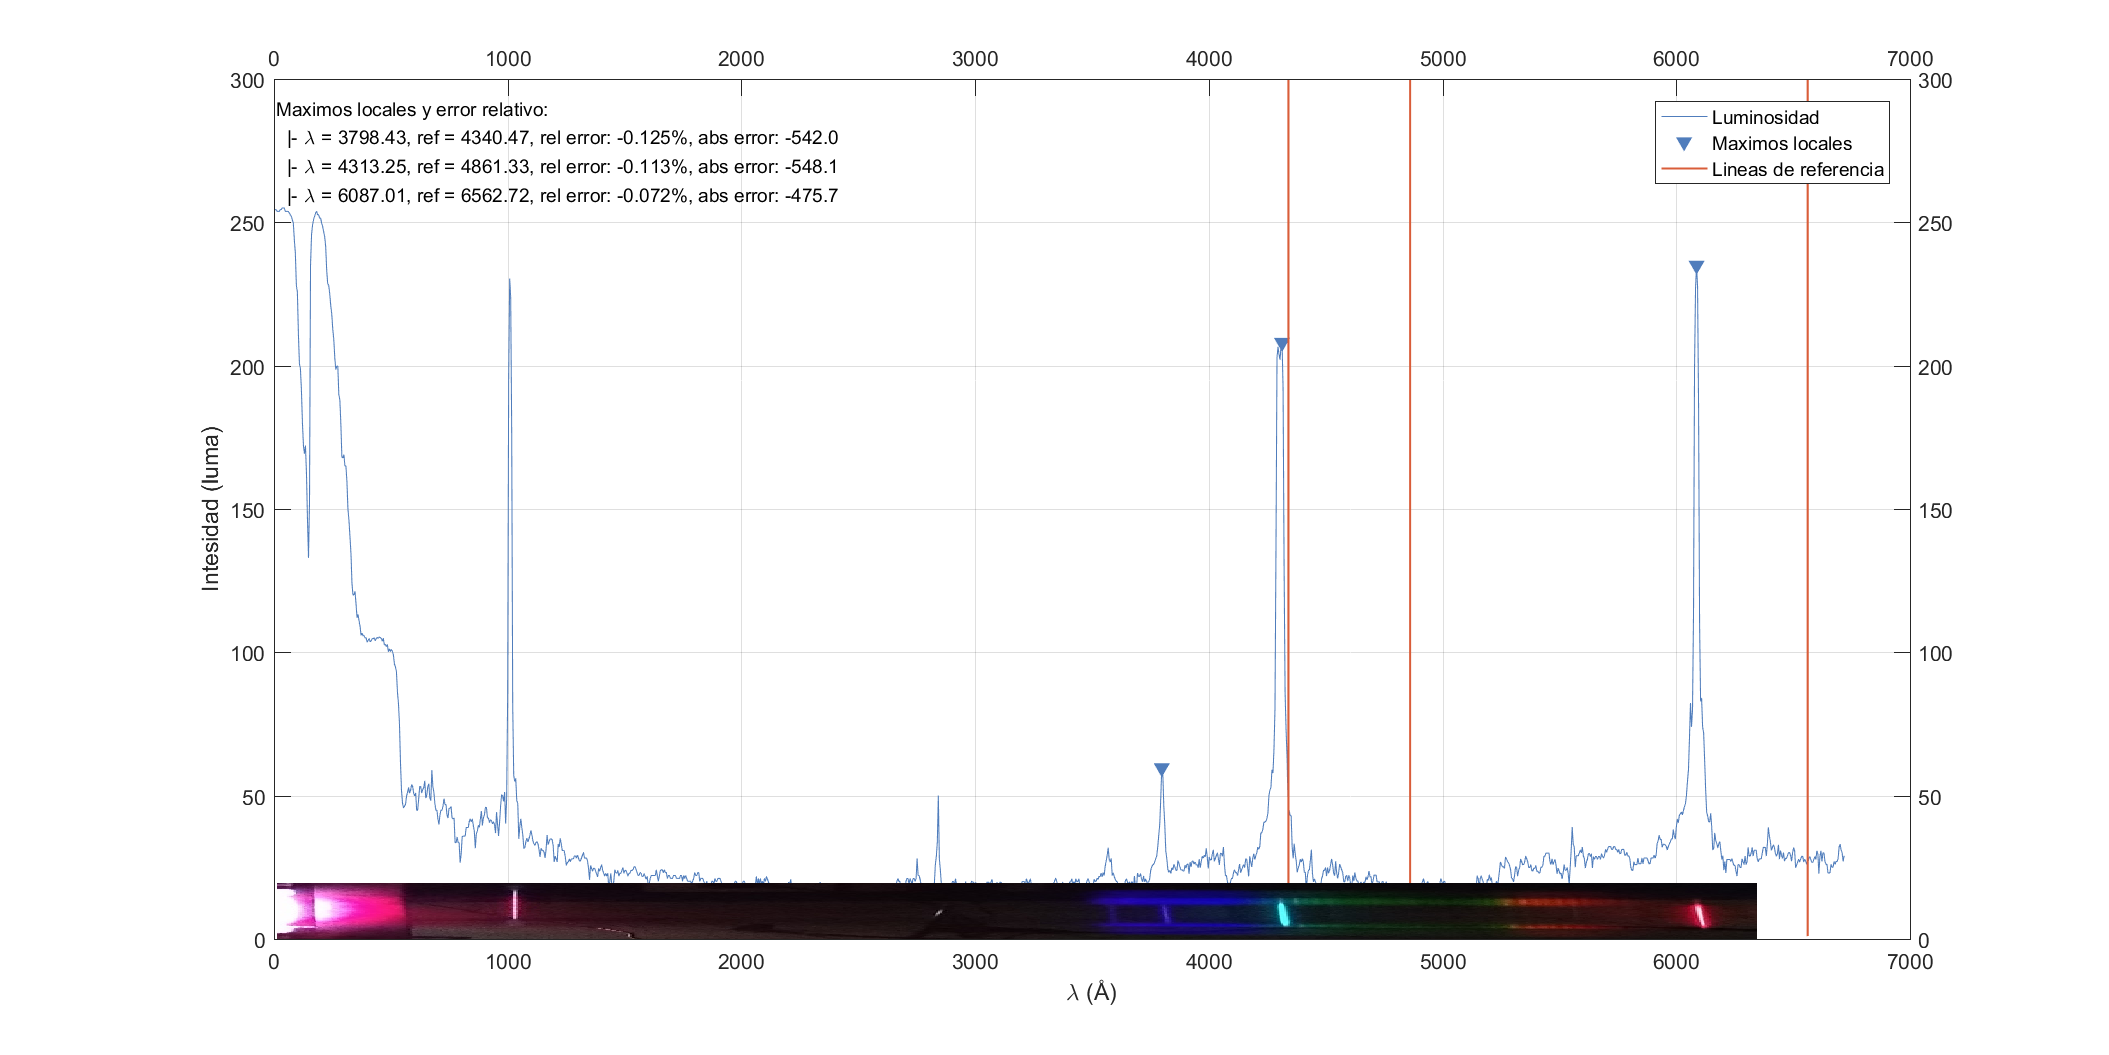 0 1000 2000 3000 4000 5000 6000 7000
300 300
Maximos locales y error relativo:
|- λ = 3798.43, ref = 4340.47, rel error: -0.125%, abs error: -542.0
|- λ = 4313.25, ref = 4861.33, rel error: -0.113%, abs error: -548.1
|- λ = 6087.01, ref = 6562.72, rel error: -0.072%, abs error: -475.7
Luminosidad
Maximos locales
Lineas de referencia
250 250
200 200
150 150
100 100
50 50
0 0
Intesidad (luma)
0 1000 2000 3000 4000 5000 6000 7000
λ (Å)